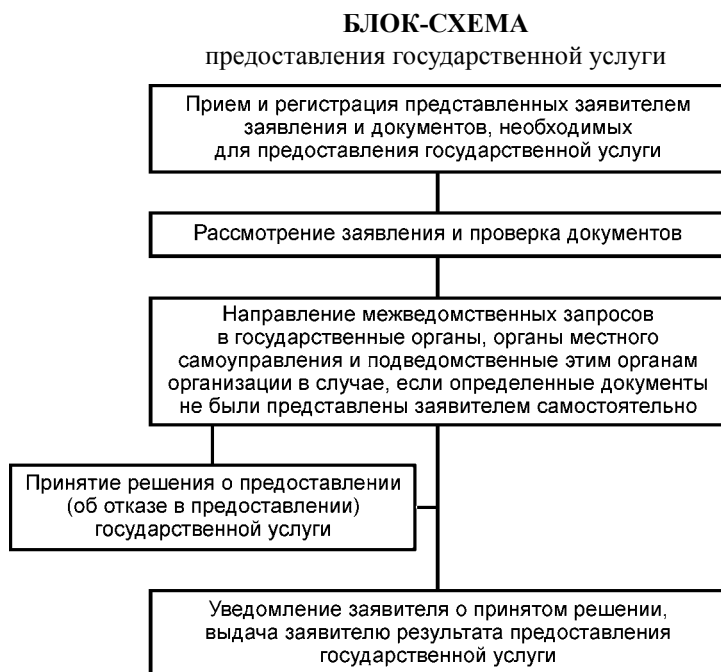 БЛОК-СХЕМА
предоставления государственной услуги
Прием и регистрация представленных заявителем
заявления и документов, необходимых
для предоставления государственной услуги
Рассмотрение заявления и проверка документов
Направление межведомственных запросов
в государственные органы, органы местного
самоуправления и подведомственные этим органам
организации в случае, если определенные документы
не были представлены заявителем самостоятельно
Принятие решения о предоставлении
(об отказе в предоставлении)
государственной услуги
Уведомление заявителя о принятом решении,
выдача заявителю результата предоставления
государственной услуги